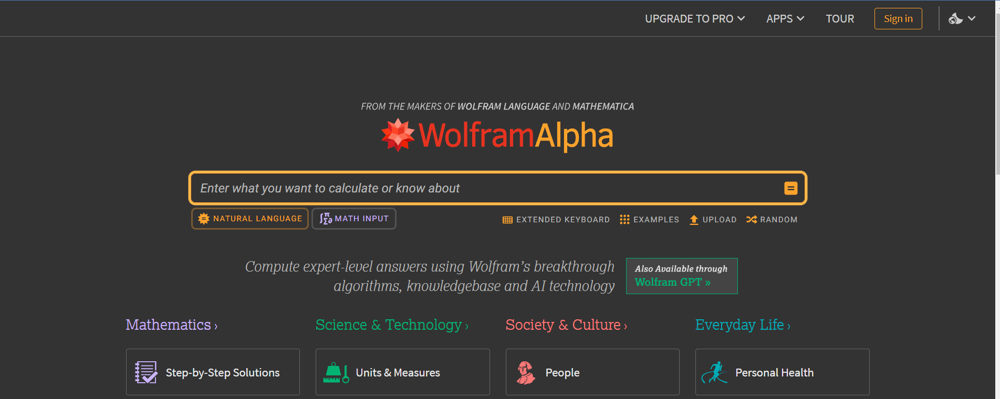 UPGRADE TO PRO
APPS
TOUR
Sign in
FROM THE MAKERS OF WOLFRAM LANGUAGE AND MATHEMATICA
WolframAlpha
Enter what you want to calculate or know about
=
NATURAL LANGUAGE
MATH INPUT
EXTENDED KEYBOARD
EXAMPLES
UPLOAD
RANDOM
Compute expert-level answers using Wolfram’s breakthrough
algorithms, knowledgebase and AI technology
Also Available through
Wolfram GPT »
Mathematics ›
Science & Technology ›
Society & Culture ›
Everyday Life ›
Step-by-Step Solutions
Units & Measures
People
Personal Health